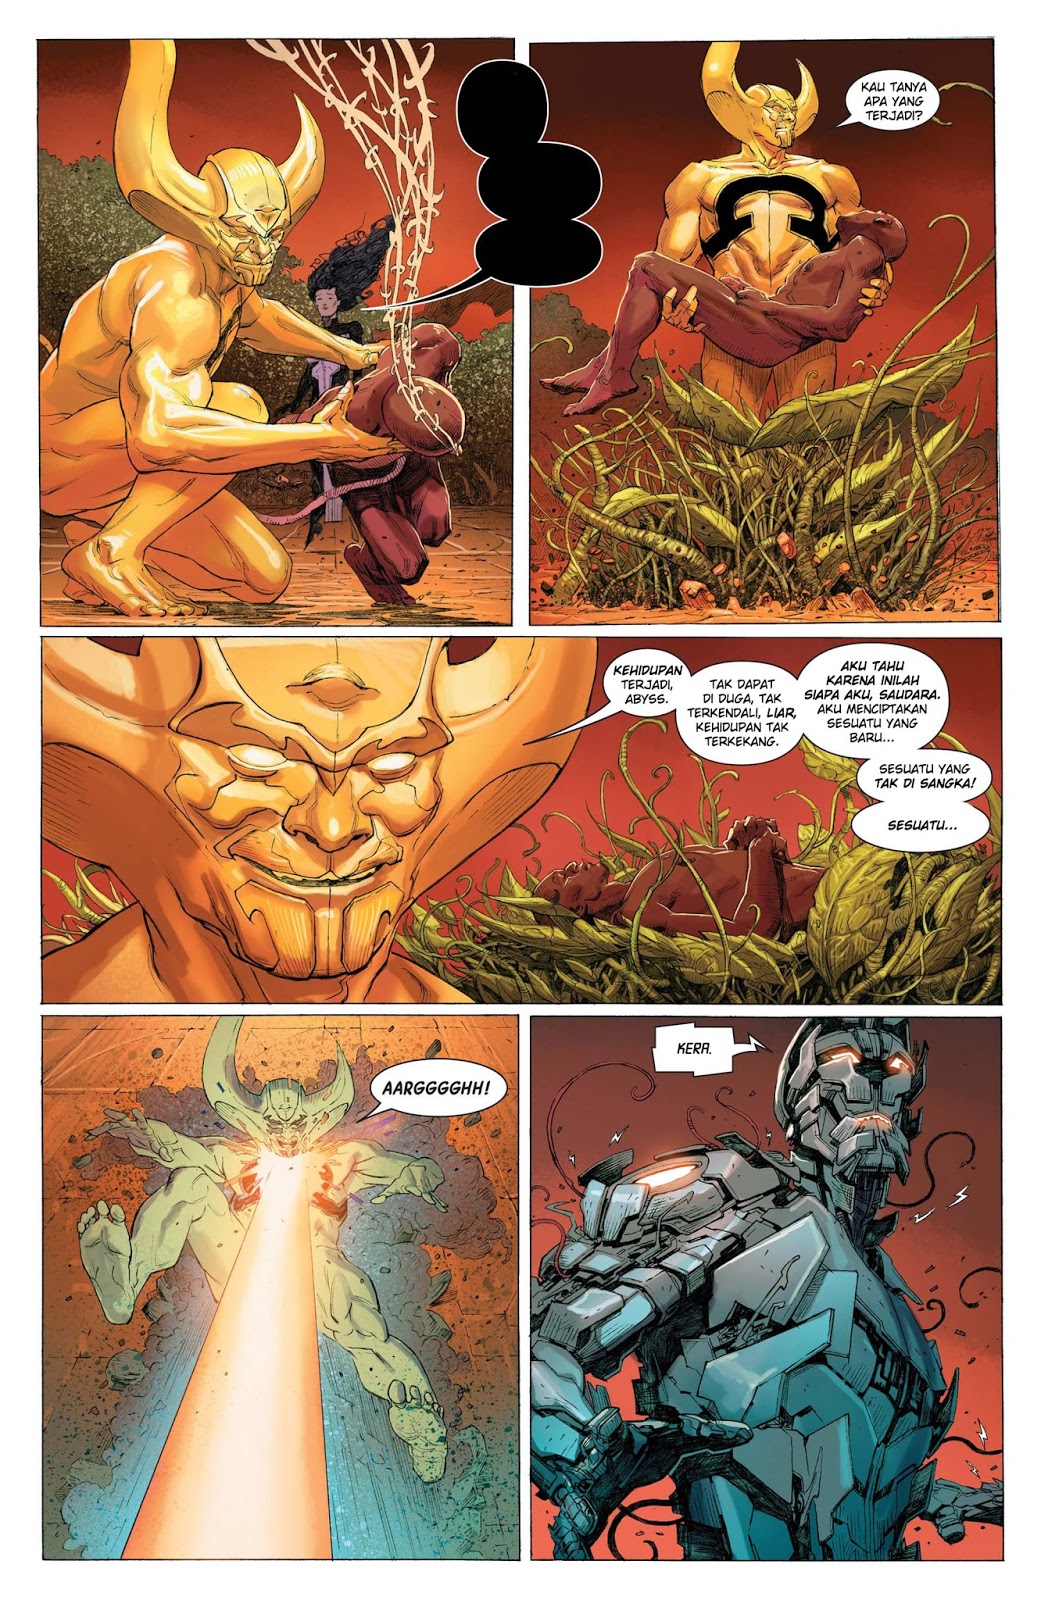 KAU TANYA
APA YANG
TERJADI?
KEHIDUPAN
TERJADI,
ABYSS.
TAK DAPAT
DI DUGA, TAK
TERKENDALI, LIAR,
KEHIDUPAN TAK
TERKEKANG.
AKU TAHU
KARENA INILAH
SIAPA AKU, SAUDARA.
AKU MENCIPTAKAN
SESUATU YANG
BARU...
SESUATU YANG
TAK DI SANGKA!
SESUATU...
AARGGGGHH!
KERA.